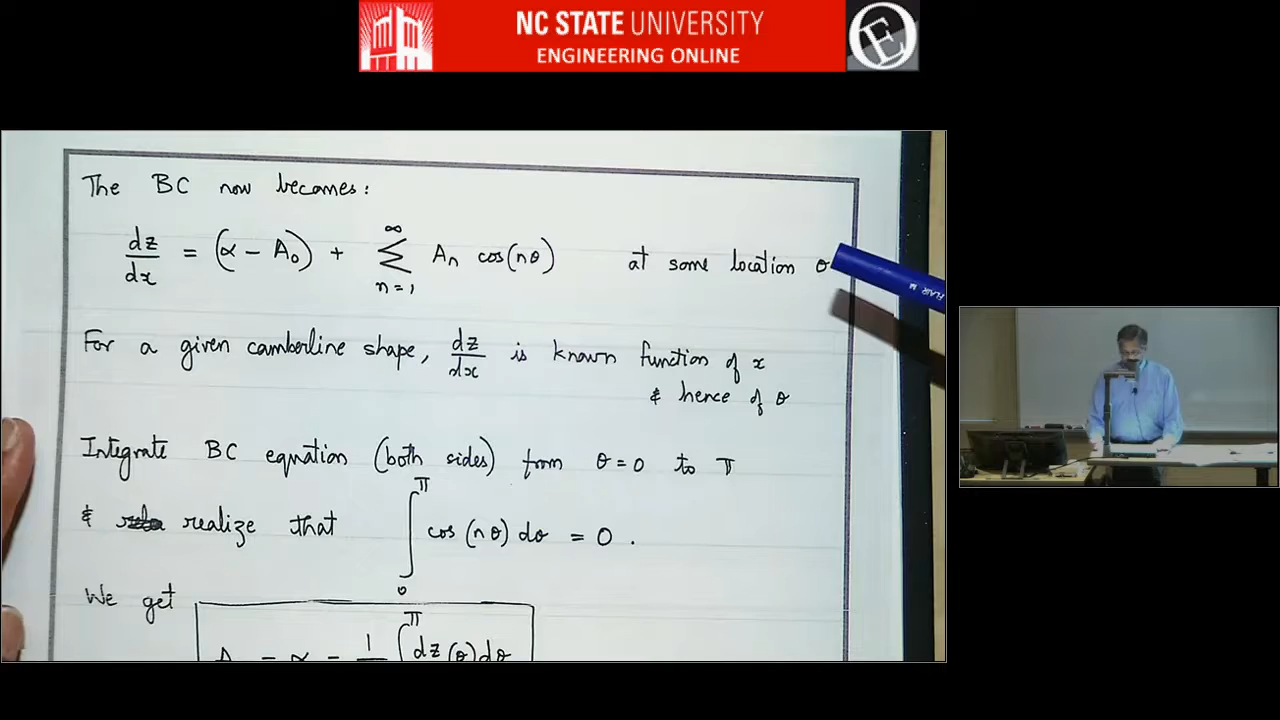 NC STATE UNIVERSITY
ENGINEERING ONLINE
The BC now becomes:
dz/dx = (α - A₀) + ∑_{n=1}^{∞} Aₙ cos(nθ) at some location θ
FLAIR M
For a given camberline shape, dz/dx is known function of x
& hence of θ
Integrate BC equation (both sides) from θ=0 to π
& realize that ∫_0^π cos(nθ) dθ = 0.
We get